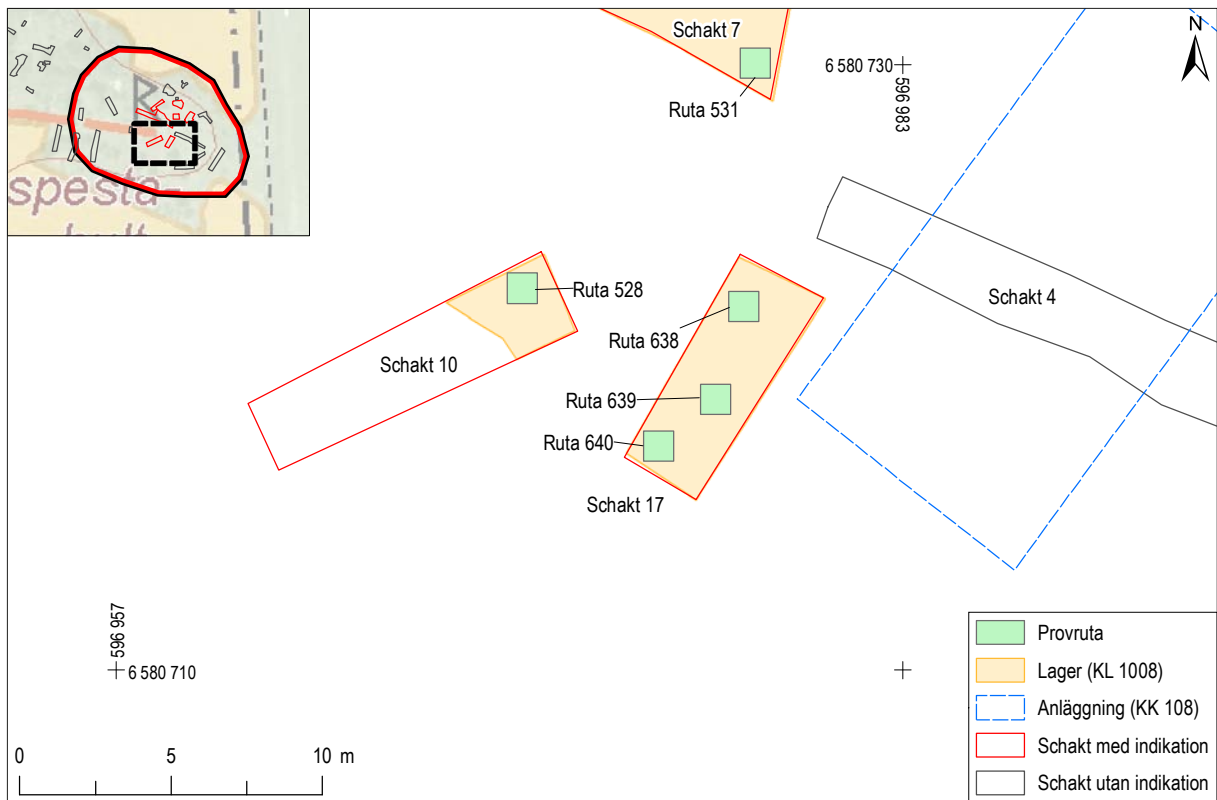 R
spesta-
Schakt 7
Ruta 531
6 580 730
596 983
N
Schakt 4
Ruta 528
Ruta 638
Schakt 10
Ruta 639
Ruta 640
Schakt 17
596 957
6 580 710
0 5 10 m
Provruta
Lager (KL 1008)
Anläggning (KK 108)
Schakt med indikation
Schakt utan indikation